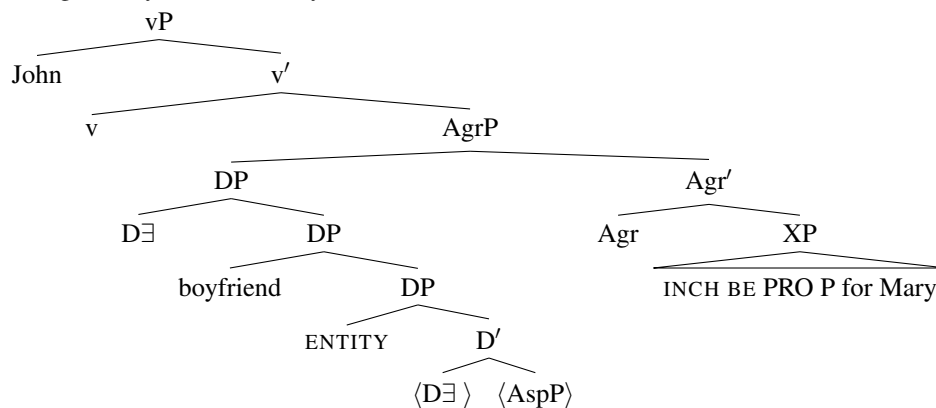 vP
John v′
v AgrP
DP Agr′
D∃ DP Agr XP
boyfriend DP INCH BE PRO P for Mary
ENTITY D′
⟨D∃ ⟩ ⟨AspP⟩